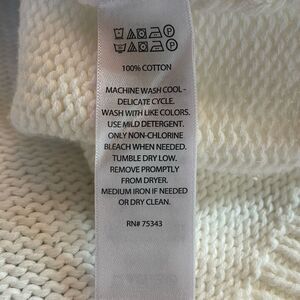 100% COTTON
MACHINE WASH COOL -
DELICATE CYCLE.
WASH WITH LIKE COLORS.
USE MILD DETERGENT.
ONLY NON-CHLORINE
BLEACH WHEN NEEDED.
TUMBLE DRY LOW.
REMOVE PROMPTLY
FROM DRYER.
MEDIUM IRON IF NEEDED
OR DRY CLEAN.
RN# 75343